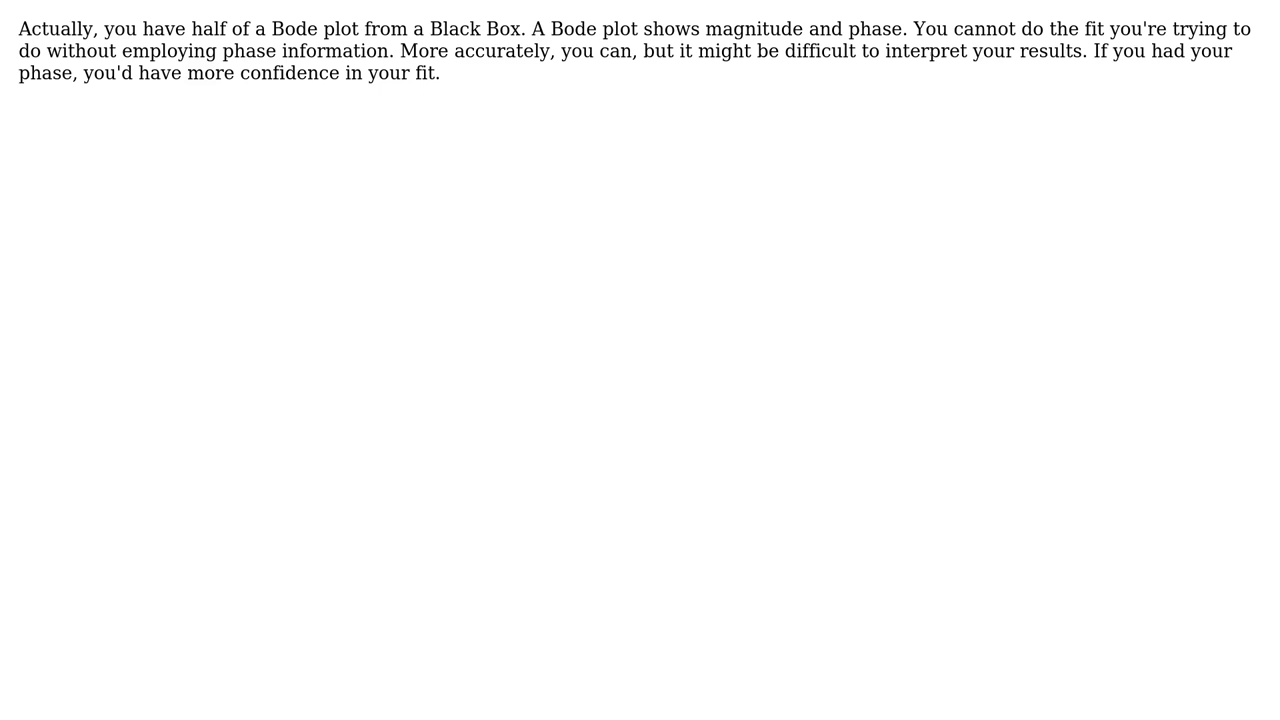 Actually, you have half of a Bode plot from a Black Box. A Bode plot shows magnitude and phase. You cannot do the fit you're trying to
do without employing phase information. More accurately, you can, but it might be difficult to interpret your results. If you had your
phase, you'd have more confidence in your fit.